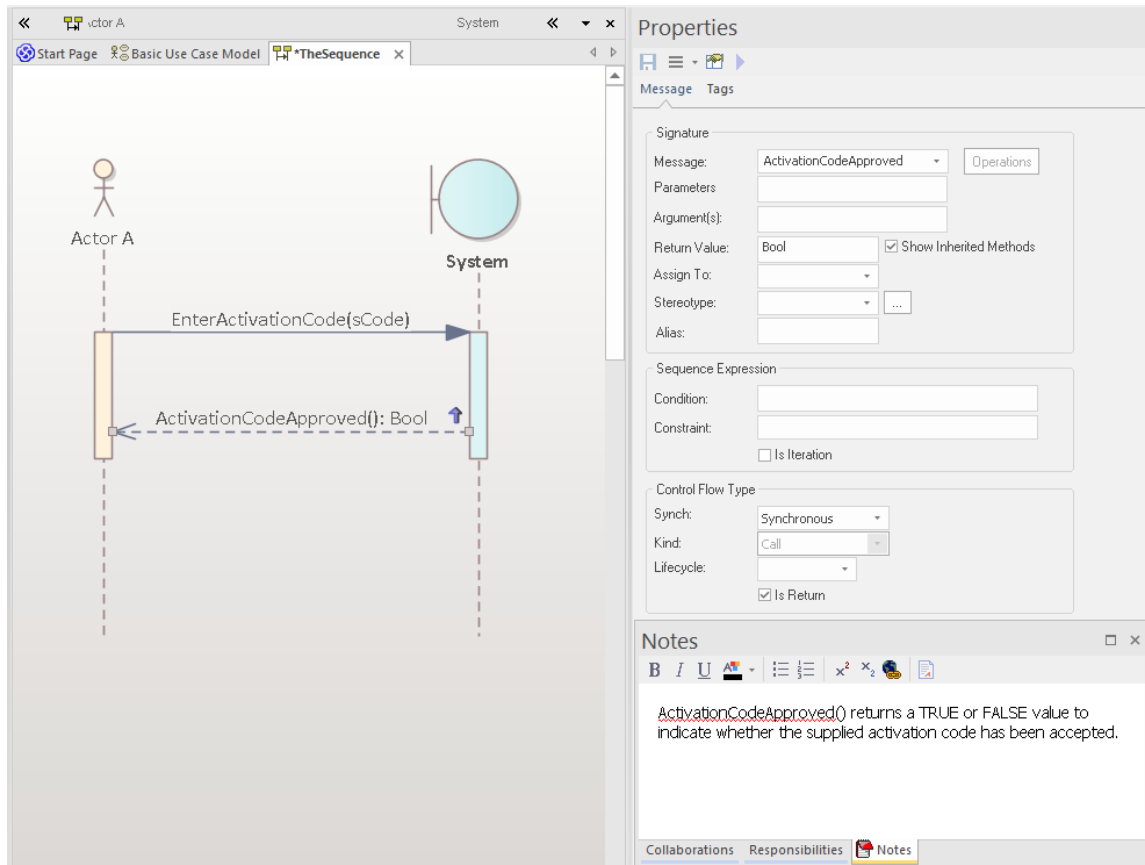 ctor A
System
Start Page
Basic Use Case Model
*TheSequence
Actor A
System
EnterActivationCode(sCode)
ActivationCodeApproved(): Bool
Properties
Message Tags
Signature
Message: ActivationCodeApproved Operations
Parameters
Argument(s):
Return Value: Bool Show Inherited Methods
Assign To:
Stereotype: ...
Alias:
Sequence Expression
Condition:
Constraint:
Is Iteration
Control Flow Type
Synch: Synchronous
Kind: Call
Lifecycle:
Is Return
Notes
B I U A x² x₂
ActivationCodeApproved() returns a TRUE or FALSE value to
indicate whether the supplied activation code has been accepted.
Collaborations Responsibilities Notes